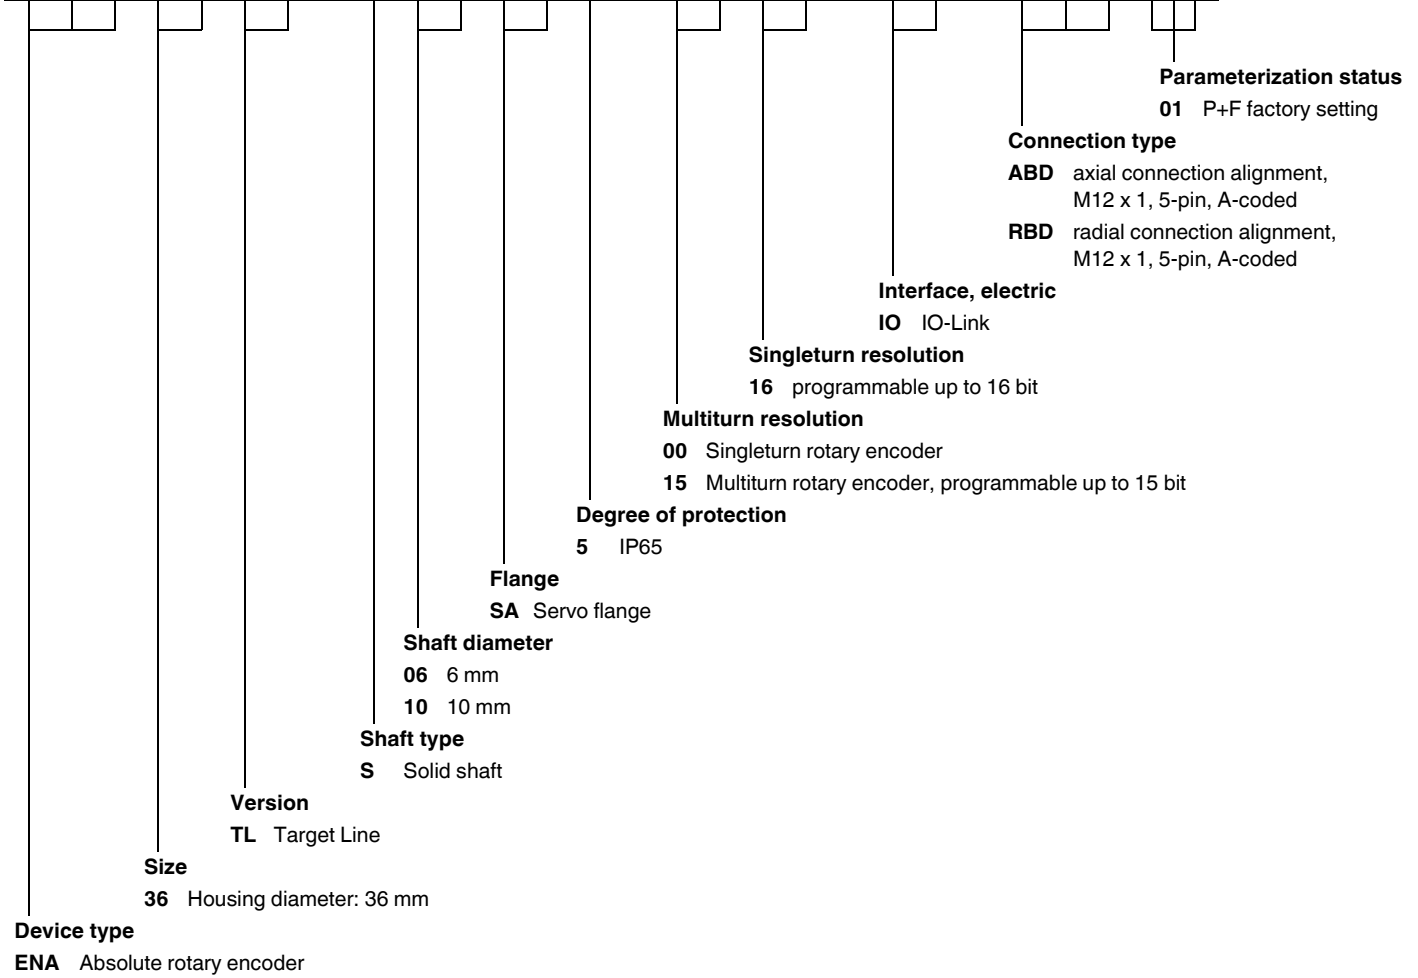 Parameterization status
01 P+F factory setting
Connection type
ABD axial connection alignment,
M12 x 1, 5-pin, A-coded
RBD radial connection alignment,
M12 x 1, 5-pin, A-coded
Interface, electric
IO IO-Link
Singleturn resolution
16 programmable up to 16 bit
Multiturn resolution
00 Singleturn rotary encoder
15 Multiturn rotary encoder, programmable up to 15 bit
Degree of protection
5 IP65
Flange
SA Servo flange
Shaft diameter
06 6 mm
10 10 mm
Shaft type
S Solid shaft
Version
TL Target Line
Size
36 Housing diameter: 36 mm
Device type
ENA Absolute rotary encoder